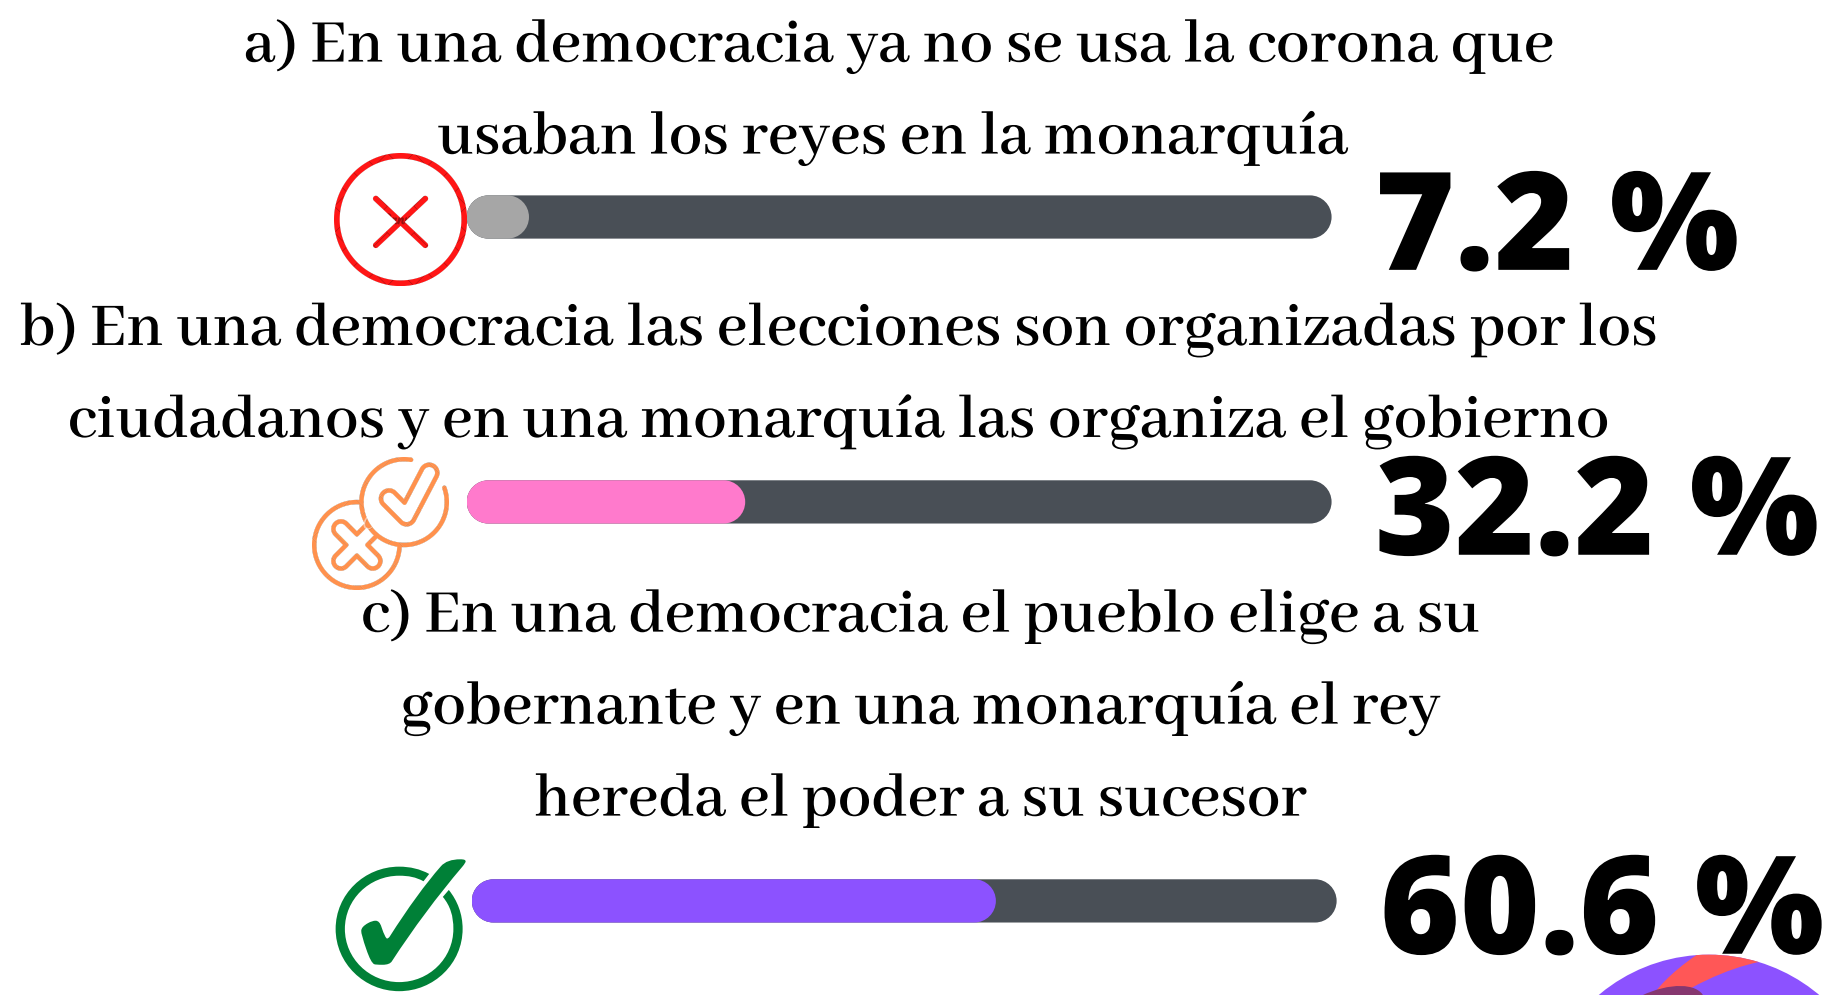 a) En una democracia ya no se usa la corona que
usaban los reyes en la monarquía
7.2 %
b) En una democracia las elecciones son organizadas por los
ciudadanos y en una monarquía las organiza el gobierno
32.2 %
c) En una democracia el pueblo elige a su
gobernante y en una monarquía el rey
hereda el poder a su sucesor
60.6 %